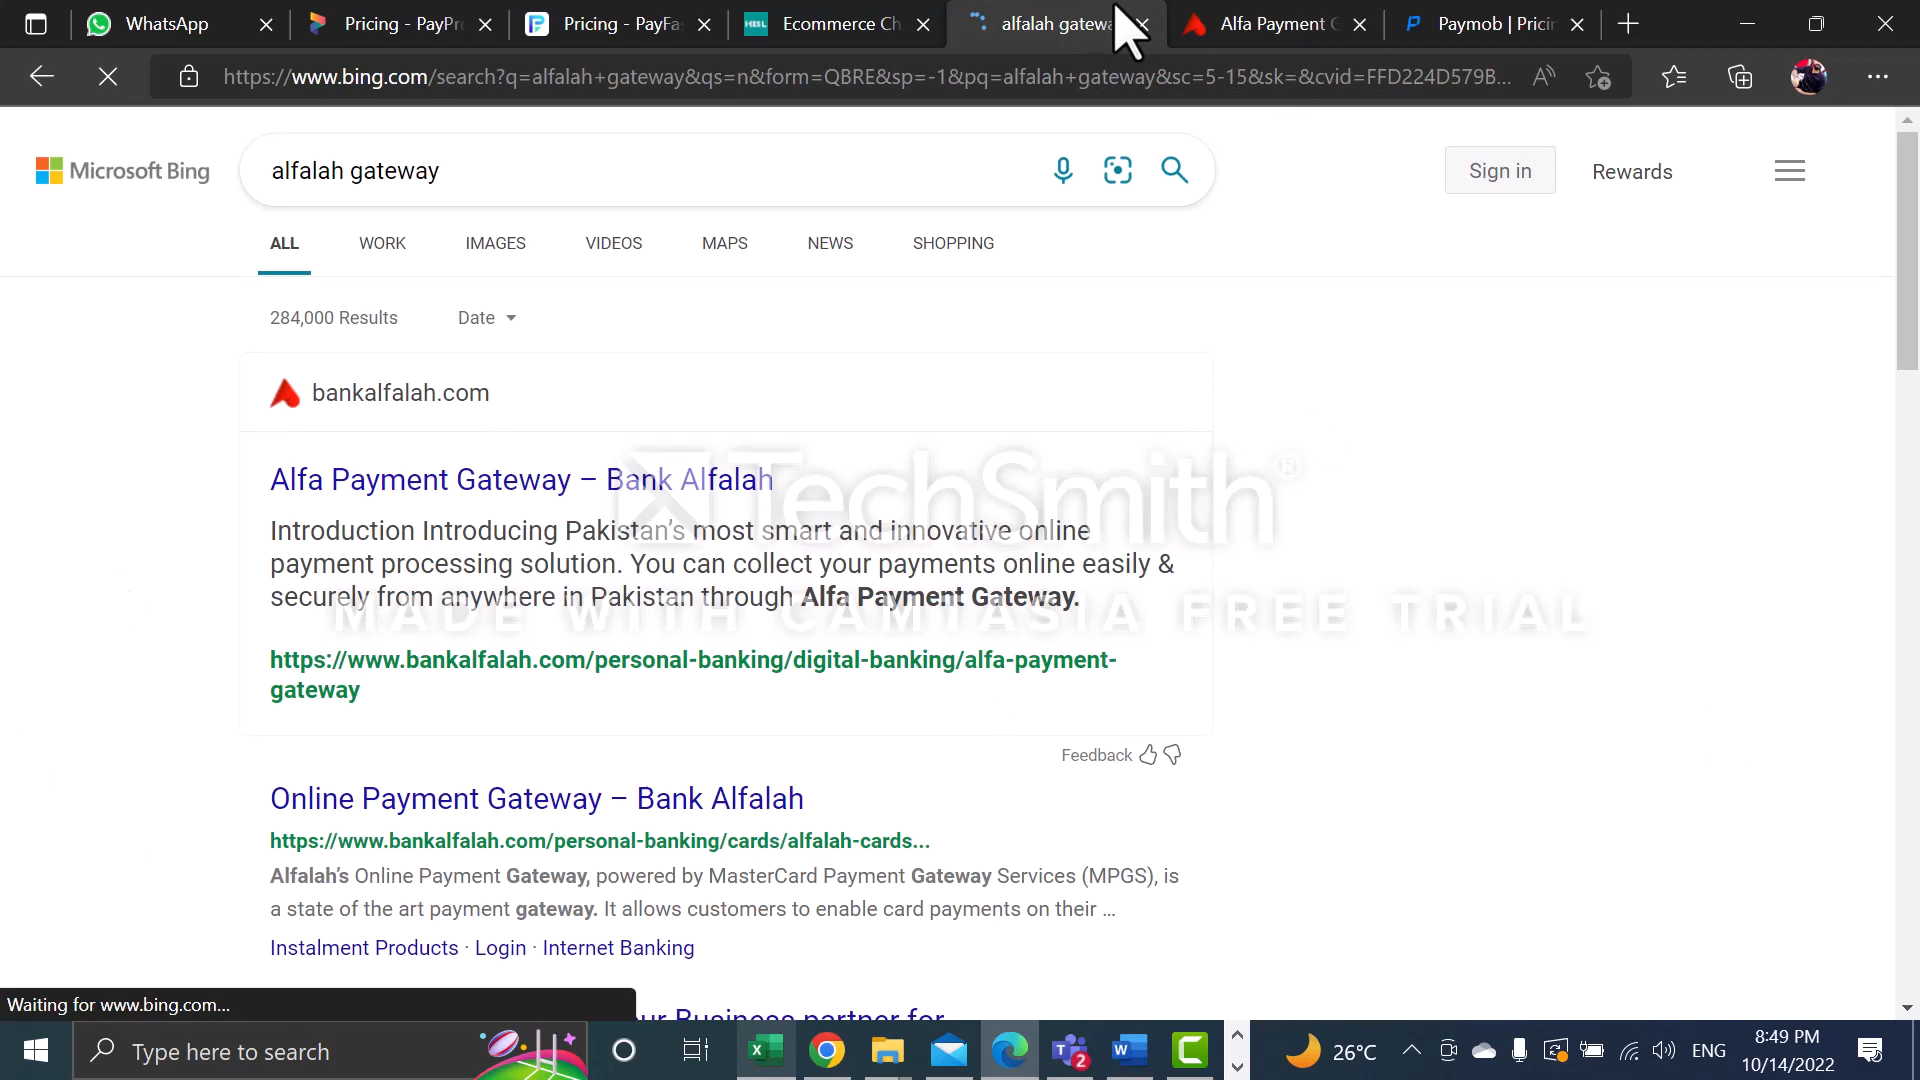 WhatsApp
Pricing - PayPr
Pricing - PayFas
HBL
Ecommerce Ch
alfalah gatewa
Alfa Payment G
Paymob | Pricin
https://www.bing.com/search?q=alfalah+gateway&qs=n&form=QBRE&sp=-1&pq=alfalah+gateway&sc=5-15&sk=&cvid=FFD224D579B...
Microsoft Bing
alfalah gateway
Sign in
Rewards
ALL
WORK
IMAGES
VIDEOS
MAPS
NEWS
SHOPPING
284,000 Results
Date
bankalfalah.com
Alfa Payment Gateway – Bank Alfalah
TechSmith®
Introduction Introducing Pakistan's most smart and innovative online
payment processing solution. You can collect your payments online easily &
securely from anywhere in Pakistan through Alfa Payment Gateway.
MADE WITH CAMTASIA FREE TRIAL
https://www.bankalfalah.com/personal-banking/digital-banking/alfa-payment-
gateway
Feedback
Online Payment Gateway – Bank Alfalah
https://www.bankalfalah.com/personal-banking/cards/alfalah-cards...
Alfalah's Online Payment Gateway, powered by MasterCard Payment Gateway Services (MPGS), is
a state of the art payment gateway. It allows customers to enable card payments on their ...
Instalment Products · Login · Internet Banking
Waiting for www.bing.com...
ur Business partner for
Type here to search
2
26°C
ENG
8:49 PM
10/14/2022